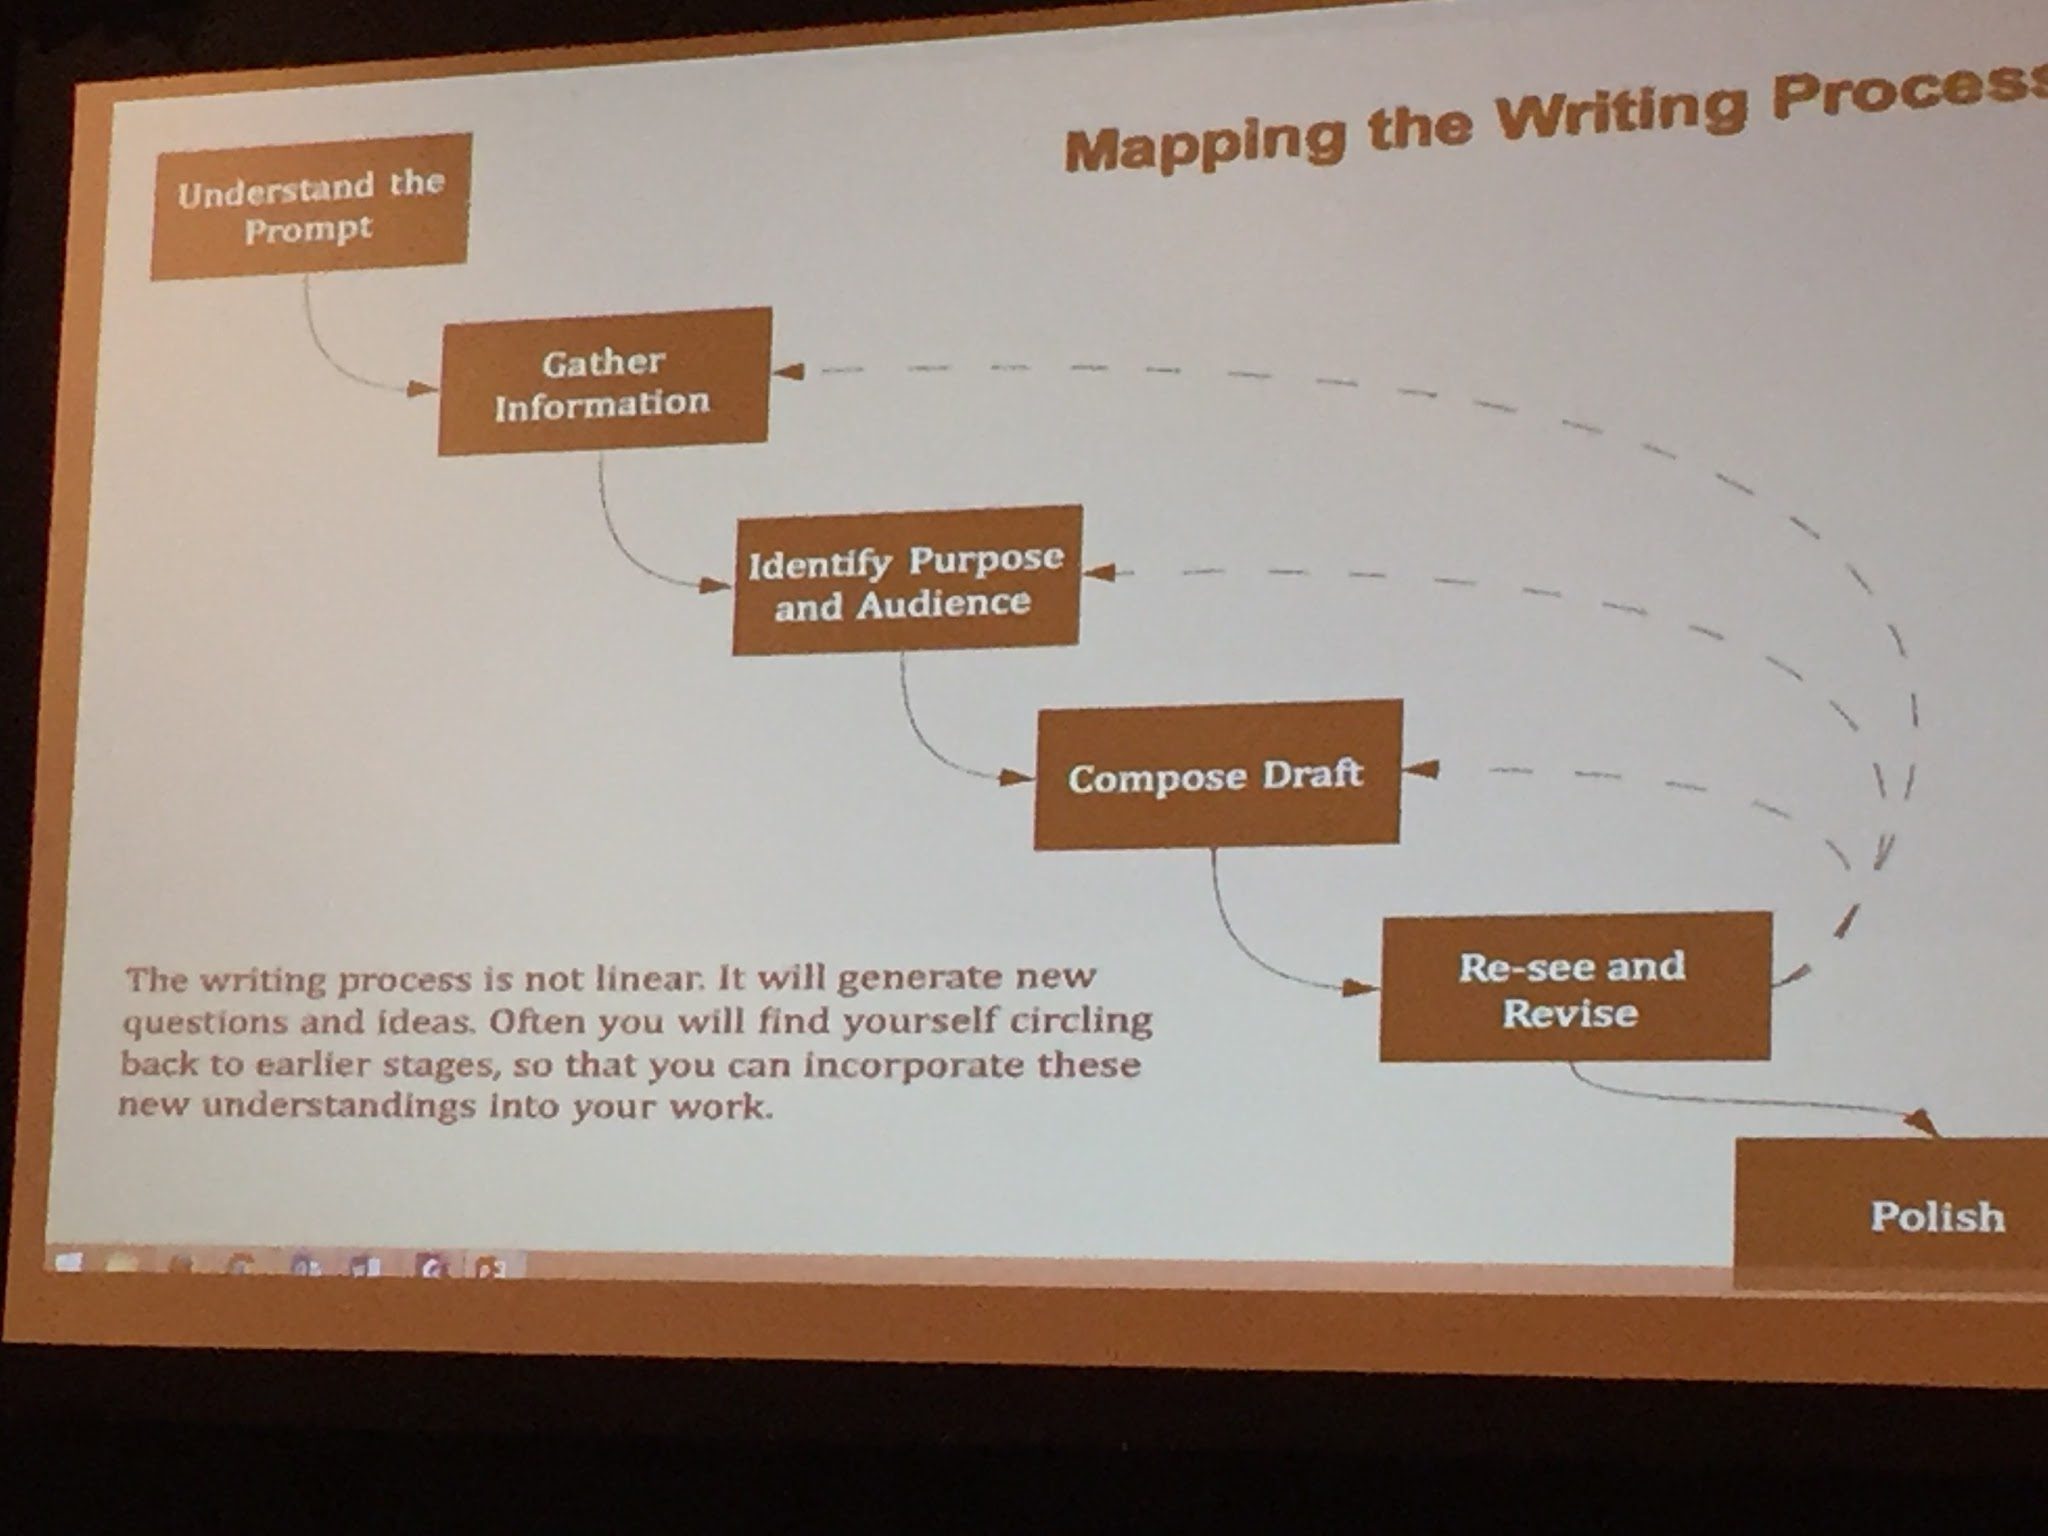 Mapping the Writing Process
Understand the
Prompt
Gather
Information
Identify Purpose
and Audience
Compose Draft
Re-see and
Revise
Polish
The writing process is not linear. It will generate new
questions and ideas. Often you will find yourself circling
back to earlier stages, so that you can incorporate these
new understandings into your work.